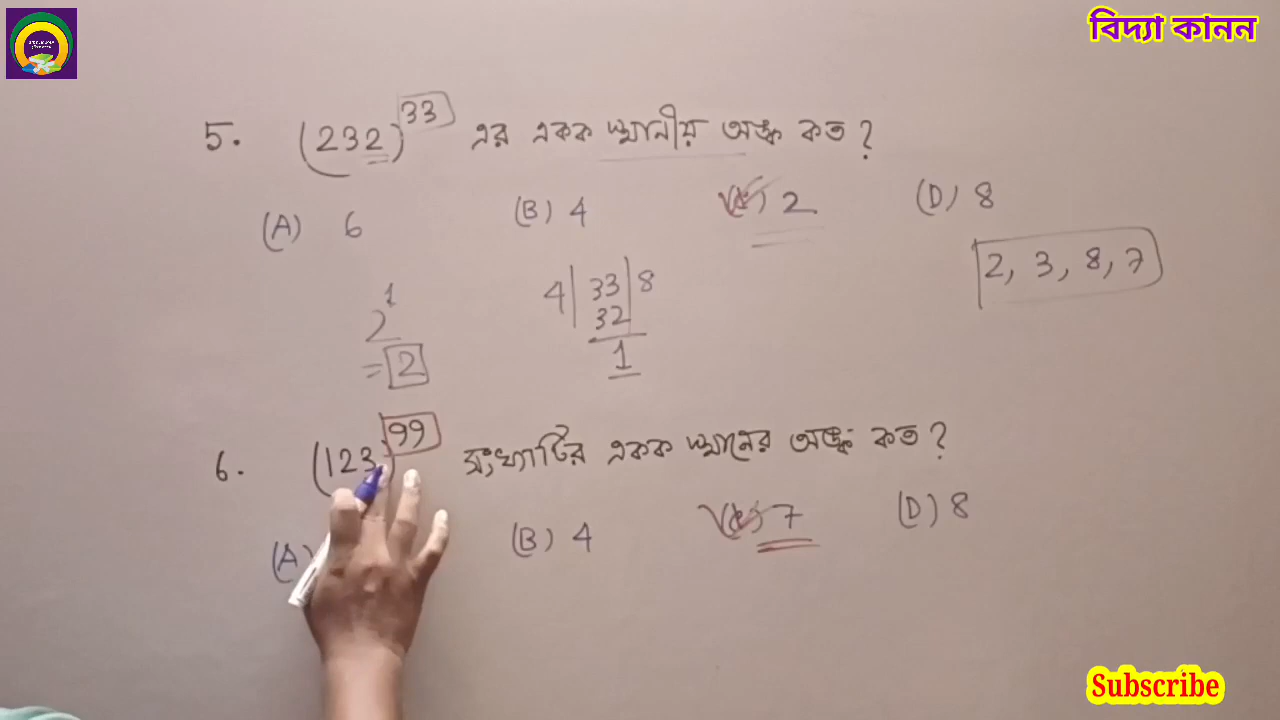 বিদ্যা কানন
5. (232)^33 এর একক স্থানীয় অঙ্ক কত ?
(A) 6 (B) 4 (C) 2 (D) 8
2, 3, 8, 7
2^1 4 | 33 | 8
32
= 2 1
6. (123)^99 সংখ্যাটির একক স্থানের অঙ্ক কত ?
(A) (B) 4 (C) 7 (D) 8
Subscribe